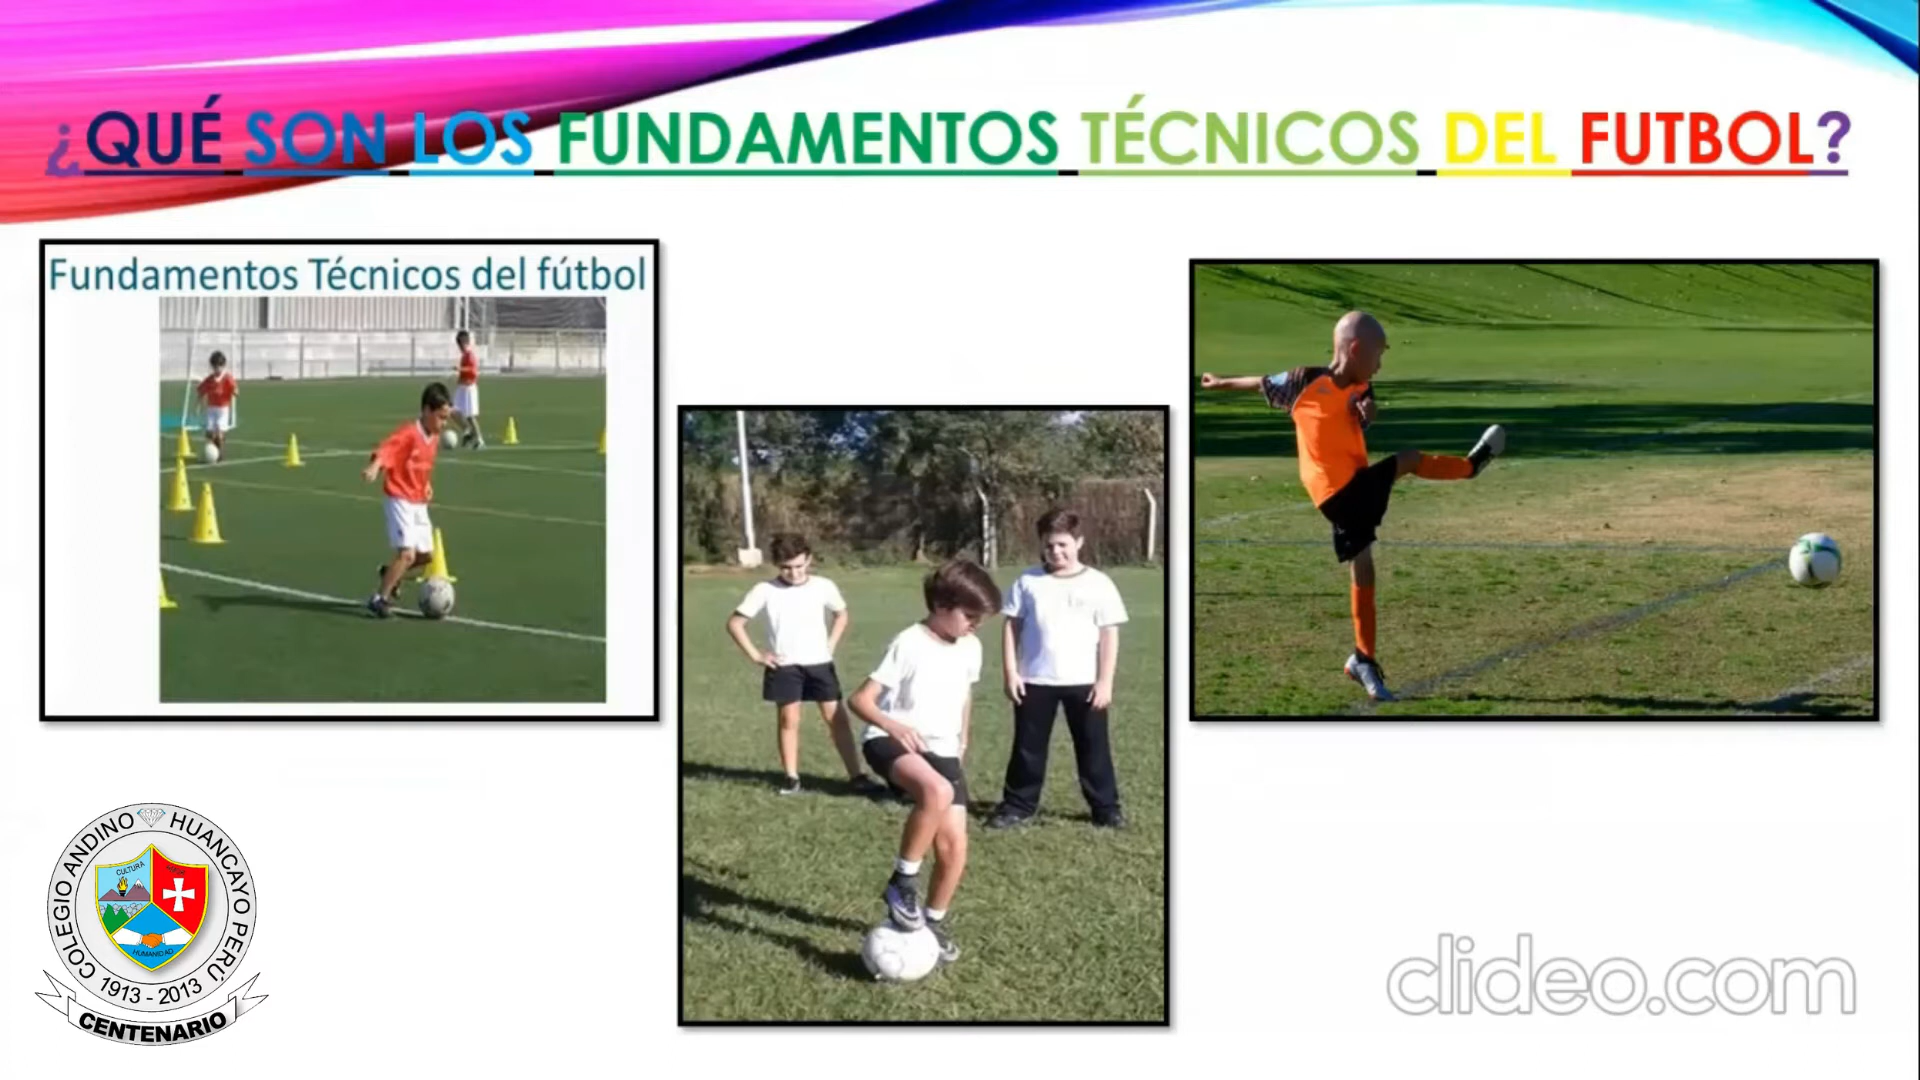 ¿QUÉ SON LOS FUNDAMENTOS TÉCNICOS DEL FUTBOL?
Fundamentos Técnicos del fútbol
COLEGIO ANDINO HUANCAYO PERÚ
CULTURA
HUMANIDAD
1913 - 2013
CENTENARIO
clideo.com